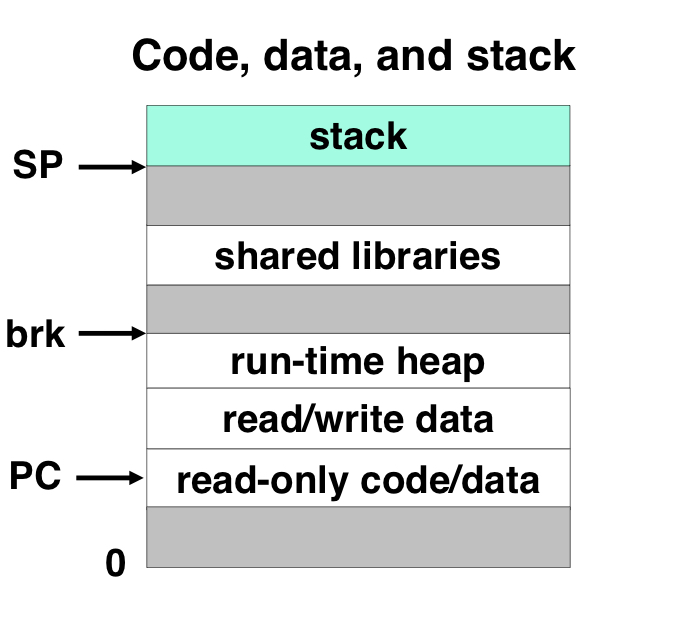 Code, data, and stack
stack
SP
shared libraries
brk
run-time heap
read/write data
PC
read-only code/data
0